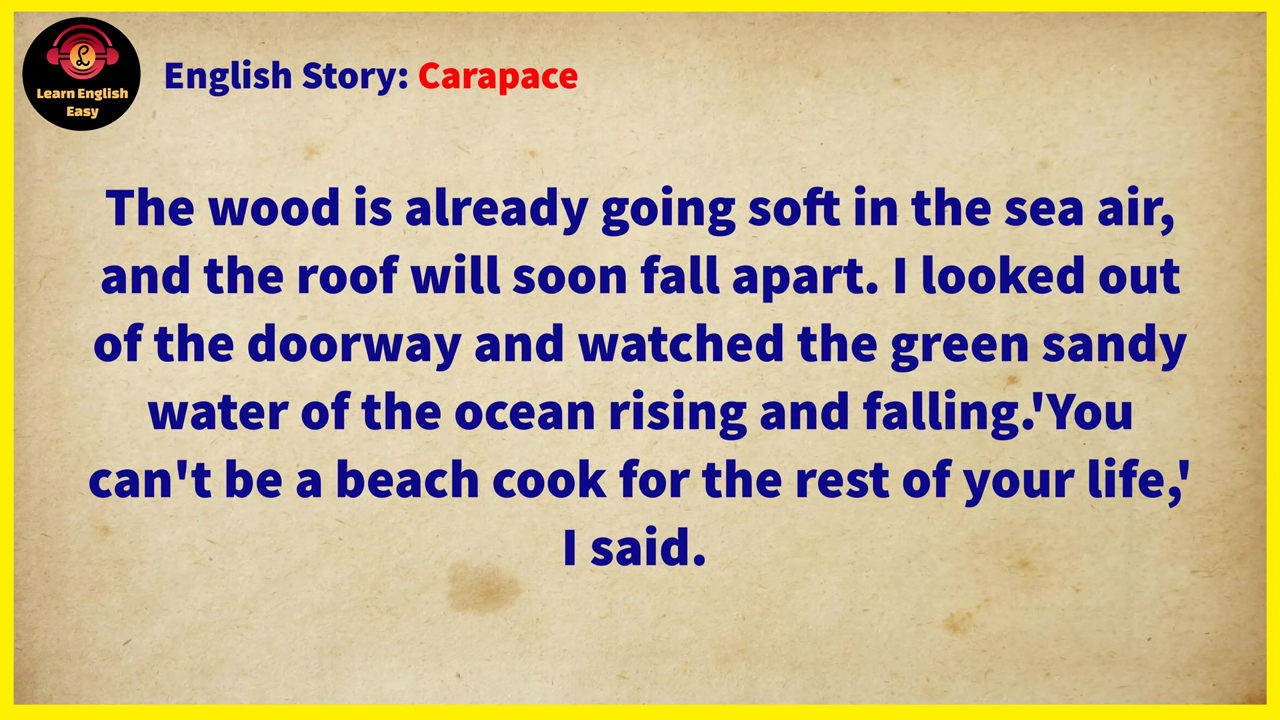 Learn English
Easy
English Story: Carapace
The wood is already going soft in the sea air,
and the roof will soon fall apart. I looked out
of the doorway and watched the green sandy
water of the ocean rising and falling.'You
can't be a beach cook for the rest of your life,'
I said.